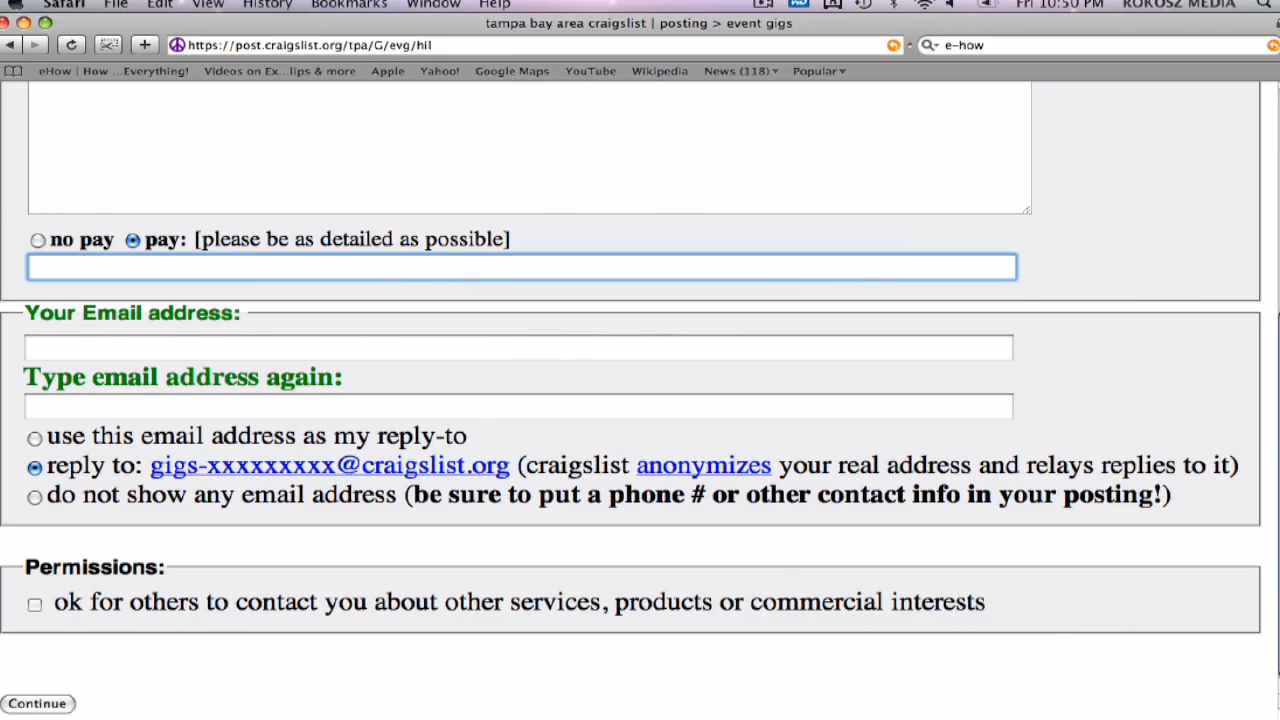 Safari File Edit View History Bookmarks Window Help Fri 10:50 PM ROKOSZ MEDIA
tampa bay area craigslist | posting > event gigs
https://post.craigslist.org/tpa/G/evg/hil e-how
eHow | How ...Everything! Videos on Ex...lips & more Apple Yahoo! Google Maps YouTube Wikipedia News (118) Popular
no pay pay: [please be as detailed as possible]
Your Email address:
Type email address again:
use this email address as my reply-to
reply to: gigs-xxxxxxxxx@craigslist.org (craigslist anonymizes your real address and relays replies to it)
do not show any email address (be sure to put a phone # or other contact info in your posting!)
Permissions:
ok for others to contact you about other services, products or commercial interests
Continue